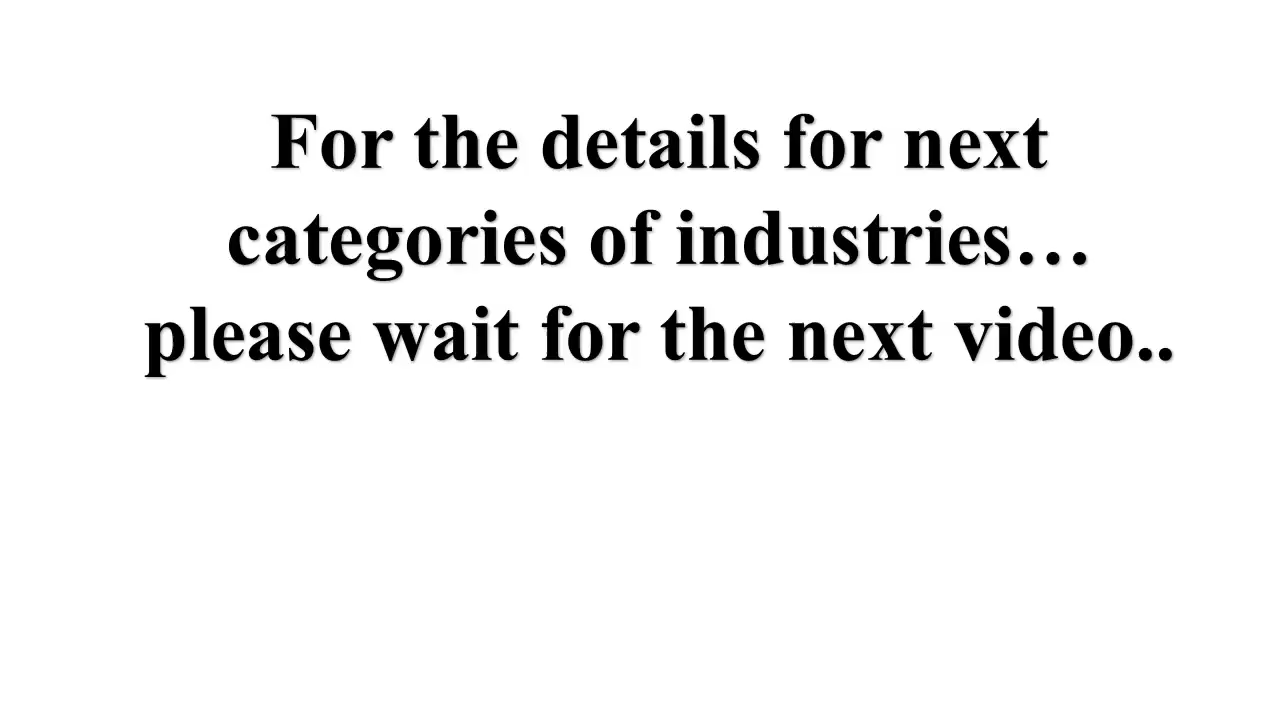 For the details for next
categories of industries…
please wait for the next video..